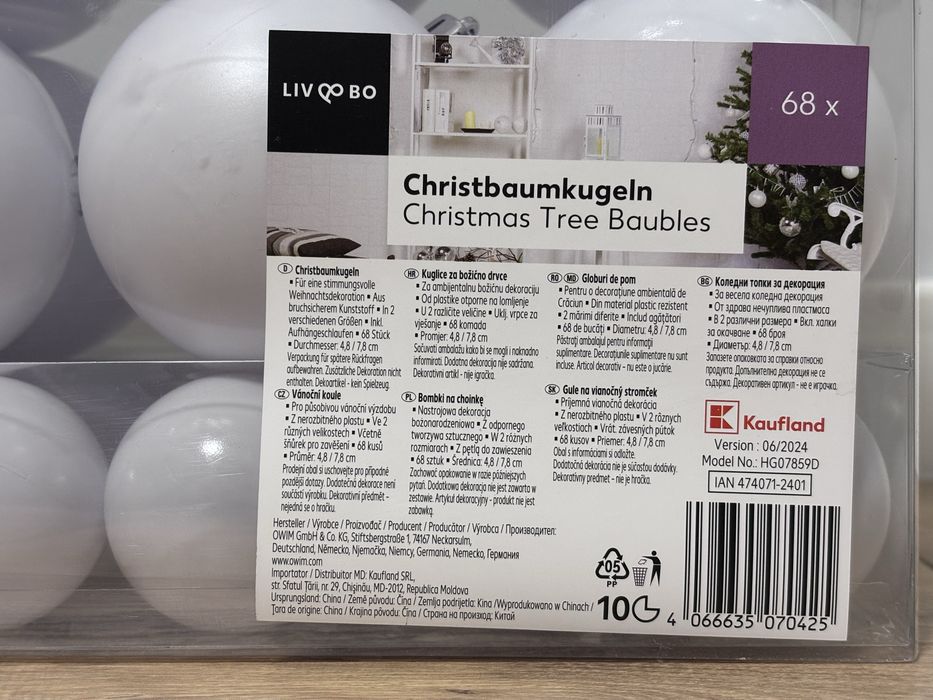 LIV BO
68 x
Christbaumkugeln
Christmas Tree Baubles
D Christbaumkugeln
▪ Für eine stimmungsvolle
Weihnachtsdekoration ▪ Aus
bruchsicherem Kunststoff ▪ In 2
verschiedenen Größen ▪ Inkl.
Aufhängeschlaufen ▪ 68 Stück
▪ Durchmesser: 4,8 / 7,8 cm
Verpackung für spätere Rückfragen
aufbewahren. Zusätzliche Dekoration nicht
enthalten. Dekoartikel - kein Spielzeug.
HR Kuglice za božićno drvce
▪ Za ambijentalnu božićnu dekoraciju
▪ Od plastike otporne na lomljenje
▪ U 2 različite veličine ▪ Uklj. vrpce za
vješanje ▪ 68 komada
▪ Promjer: 4,8 / 7,8 cm
Sačuvati ambalažu kako bi se mogli i naknadno
informirati. Dodatna dekoracija nije sadržana.
Dekorativni artikl - nije igračka.
RO MD Globuri de pom
▪ Pentru o decorațiune ambientală de
Crăciun ▪ Din material plastic rezistent
▪ 2 mărimi diferite ▪ Includ agățători
▪ 68 de bucăți ▪ Diametru: 4,8 / 7,8 cm
Păstrați ambalajul pentru informații
suplimentare. Decorațiunile suplimentare nu sunt
incluse. Articol decorativ - nu este o jucărie.
BG Коледни топки за декорация
▪ За весела коледна декорация
▪ От здрава нечуплива пластмаса
▪ В 2 различни размера ▪ Вкл. халки
за окачване ▪ 68 броя
▪ Диаметър: 4,8 / 7,8 cm
Запазете опаковката за справки относно
продукта. Допълнително декорация не се
съдържа. Декоративен артикул - не е играчка.
CZ Vánoční koule
▪ Pro působivou vánoční výzdobu
▪ Z nerozbitného plastu ▪ Ve 2
různých velikostech ▪ Včetně
šňůrek pro zavěšení ▪ 68 kusů
▪ Průměr: 4,8 / 7,8 cm
Prodejní obal si uschovejte pro případné
pozdější dotazy. Dodatečná dekorace není
součástí výrobku. Dekorativní předmět -
nejedná se o hračku.
PL Bombki na choinkę
▪ Nastrojowa dekoracja
bożonarodzeniowa ▪ Z odpornego
tworzywa sztucznego ▪ W 2 różnych
rozmiarach ▪ Z pętlą do zawieszenia
▪ 68 sztuk ▪ Średnica: 4,8 / 7,8 cm
Zachować opakowanie w razie późniejszych
pytań. Dodatkowa dekoracja nie jest zawarta w
zestawie. Artykuł dekoracyjny - produkt nie jest
zabawką.
SK Gule na vianočný stromček
▪ Príjemná vianočná dekorácia
▪ Z nerozbitného plastu ▪ V 2 rôznych
veľkostiach ▪ Vrát. závesných pútok
▪ 68 kusov ▪ Priemer: 4,8 / 7,8 cm
Obal s informáciami si odložte.
Dodatočná dekorácia nie je súčasťou dodávky.
Dekoratívny predmet - nie je hračka.
Kaufland
Version : 06/2024
Model No.: HG07859D
IAN 474071-2401
Hersteller / Výrobce / Proizvođač / Producent / Producător / Výrobca / Производител:
OWIM GmbH & Co. KG, Stiftsbergstraße 1, 74167 Neckarsulm,
Deutschland, Německo, Njemačka, Niemcy, Germania, Nemecko, Германия
www.owim.com
Importator / Distribuitor MD: Kaufland SRL,
str. Sfatul Țării, nr. 29, Chișinău, MD-2012, Republica Moldova
Ursprungsland: China / Země původu: Čína / Zemlja podrijetla: Kina / Wyprodukowano w Chinach /
Țara de origine: China / Krajina pôvodu: Čína / Страна на произход: Китай
05
PP
10
4 066635 070425